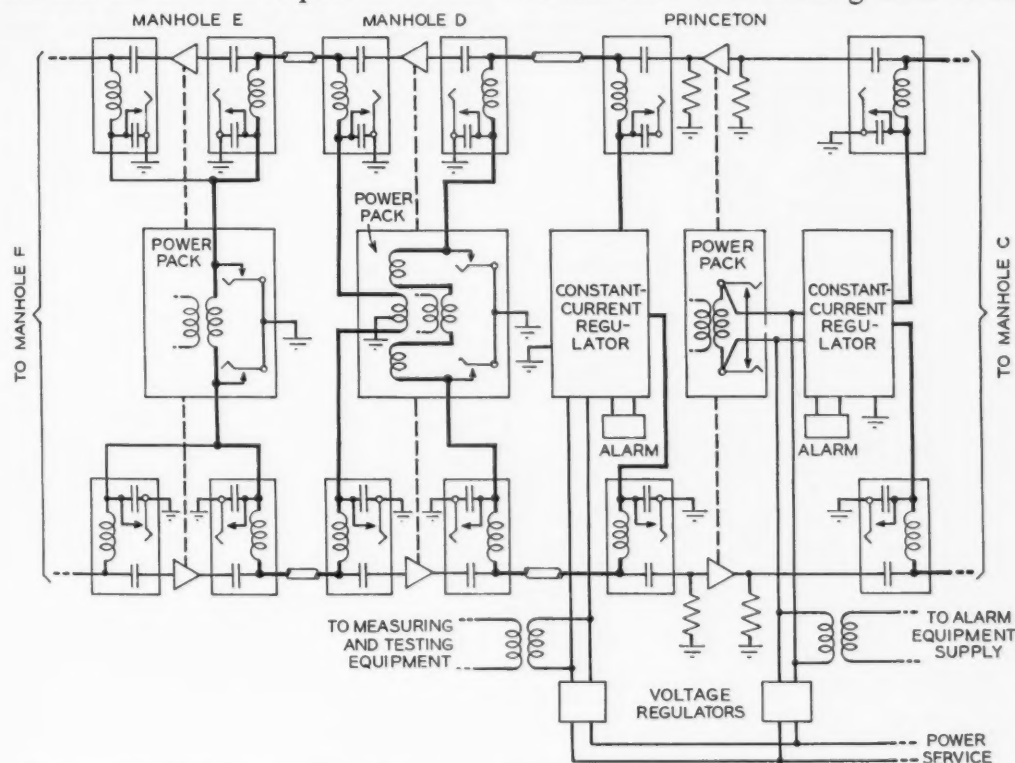 MANHOLE E
MANHOLE D
PRINCETON
TO MANHOLE F
POWER
PACK
POWER
PACK
CONSTANT-
CURRENT
REGU-
LATOR
POWER
PACK
CONSTANT-
CURRENT
REGU-
LATOR
TO MANHOLE C
ALARM
ALARM
TO MEASURING
AND TESTING
EQUIPMENT
TO ALARM
EQUIPMENT
SUPPLY
VOLTAGE
REGULATORS
POWER
SERVICE